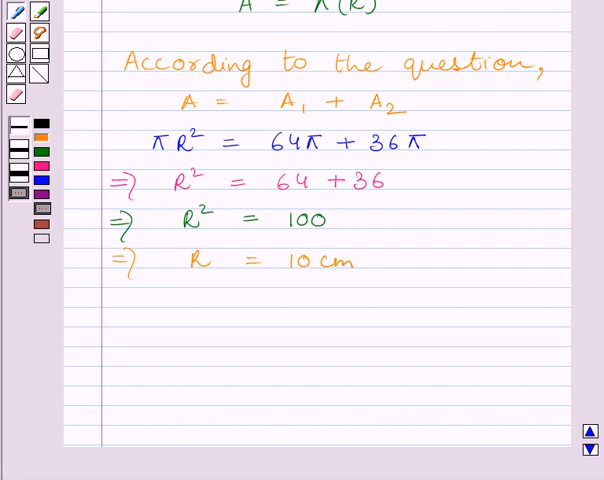 A = π(R)
According to the question,
A = A₁ + A₂
πR² = 64π + 36π
⇒ R² = 64 + 36
⇒ R² = 100
⇒ R = 10 cm